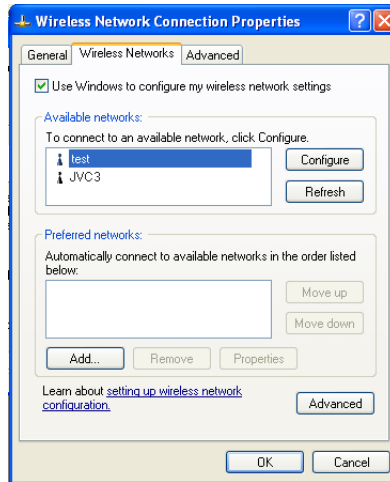 Wireless Network Connection Properties
General Wireless Networks Advanced
Use Windows to configure my wireless network settings
Available networks:
To connect to an available network, click Configure.
test
JVC3
Configure
Refresh
Preferred networks:
Automatically connect to available networks in the order listed
below:
Move up
Move down
Add... Remove Properties
Learn about setting up wireless network
configuration.
Advanced
OK Cancel